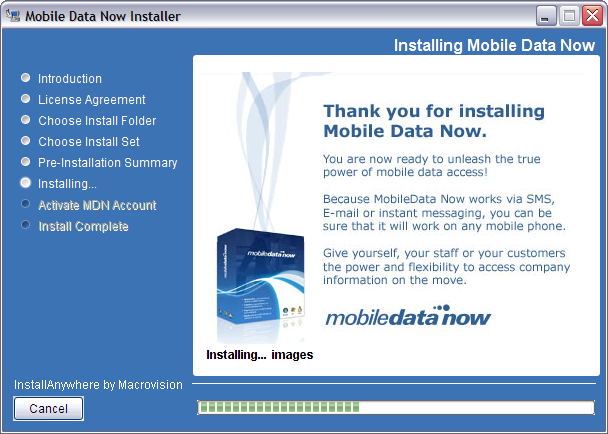 Mobile Data Now Installer
Installing Mobile Data Now
Introduction
License Agreement
Choose Install Folder
Choose Install Set
Pre-Installation Summary
Installing...
Activate MDN Account
Install Complete
Thank you for installing
Mobile Data Now.
You are now ready to unleash the true
power of mobile data access!
Because MobileData Now works via SMS,
E-mail or instant messaging, you can be
sure that it will work on any mobile phone.
Give yourself, your staff or your customers
the power and flexibility to access company
information on the move.
mobiledatanow
mobiledatanow
Installing... images
InstallAnywhere by Macrovision
Cancel